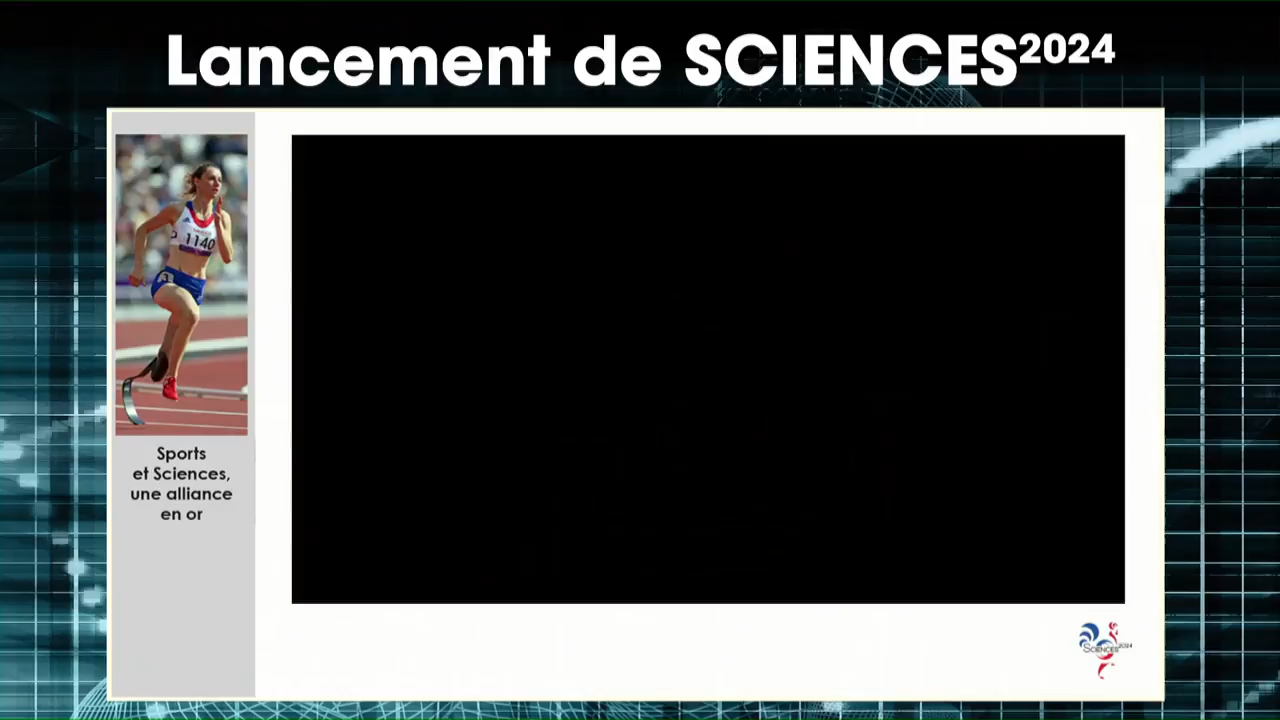 Lancement de SCIENCES²⁰²⁴
1140
Sports
et Sciences,
une alliance
en or
SCIENCES²⁰²⁴